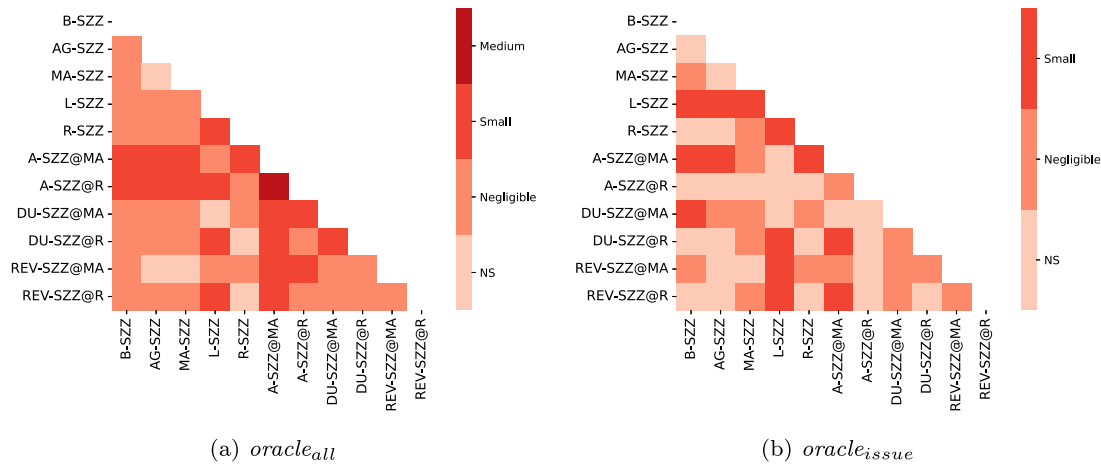 B-SZZ
AG-SZZ
MA-SZZ
L-SZZ
R-SZZ
A-SZZ@MA
A-SZZ@R
DU-SZZ@MA
DU-SZZ@R
REV-SZZ@MA
REV-SZZ@R
B-SZZ
AG-SZZ
MA-SZZ
L-SZZ
R-SZZ
A-SZZ@MA
A-SZZ@R
DU-SZZ@MA
DU-SZZ@R
REV-SZZ@MA
REV-SZZ@R
Medium
Small
Negligible
NS
(a) oracle_all
B-SZZ
AG-SZZ
MA-SZZ
L-SZZ
R-SZZ
A-SZZ@MA
A-SZZ@R
DU-SZZ@MA
DU-SZZ@R
REV-SZZ@MA
REV-SZZ@R
B-SZZ
AG-SZZ
MA-SZZ
L-SZZ
R-SZZ
A-SZZ@MA
A-SZZ@R
DU-SZZ@MA
DU-SZZ@R
REV-SZZ@MA
REV-SZZ@R
Small
Negligible
NS
(b) oracle_issue